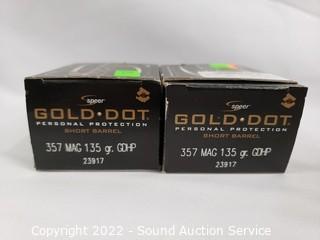 speer
GOLD·DOT
PERSONAL PROTECTION
SHORT BARREL
357 MAG 135 gr. GDHP
23917
speer
GOLD·DOT
PERSONAL PROTECTION
SHORT BARREL
357 MAG 135 gr. GDHP
23917
Copyright 2022 - Sound Auction Service